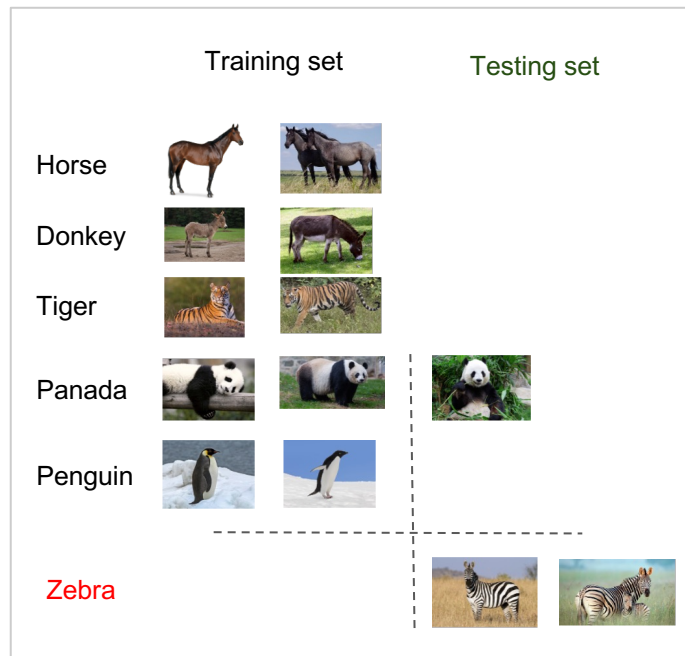 Training set
Testing set
Horse
Donkey
Tiger
Panada
Penguin
Zebra